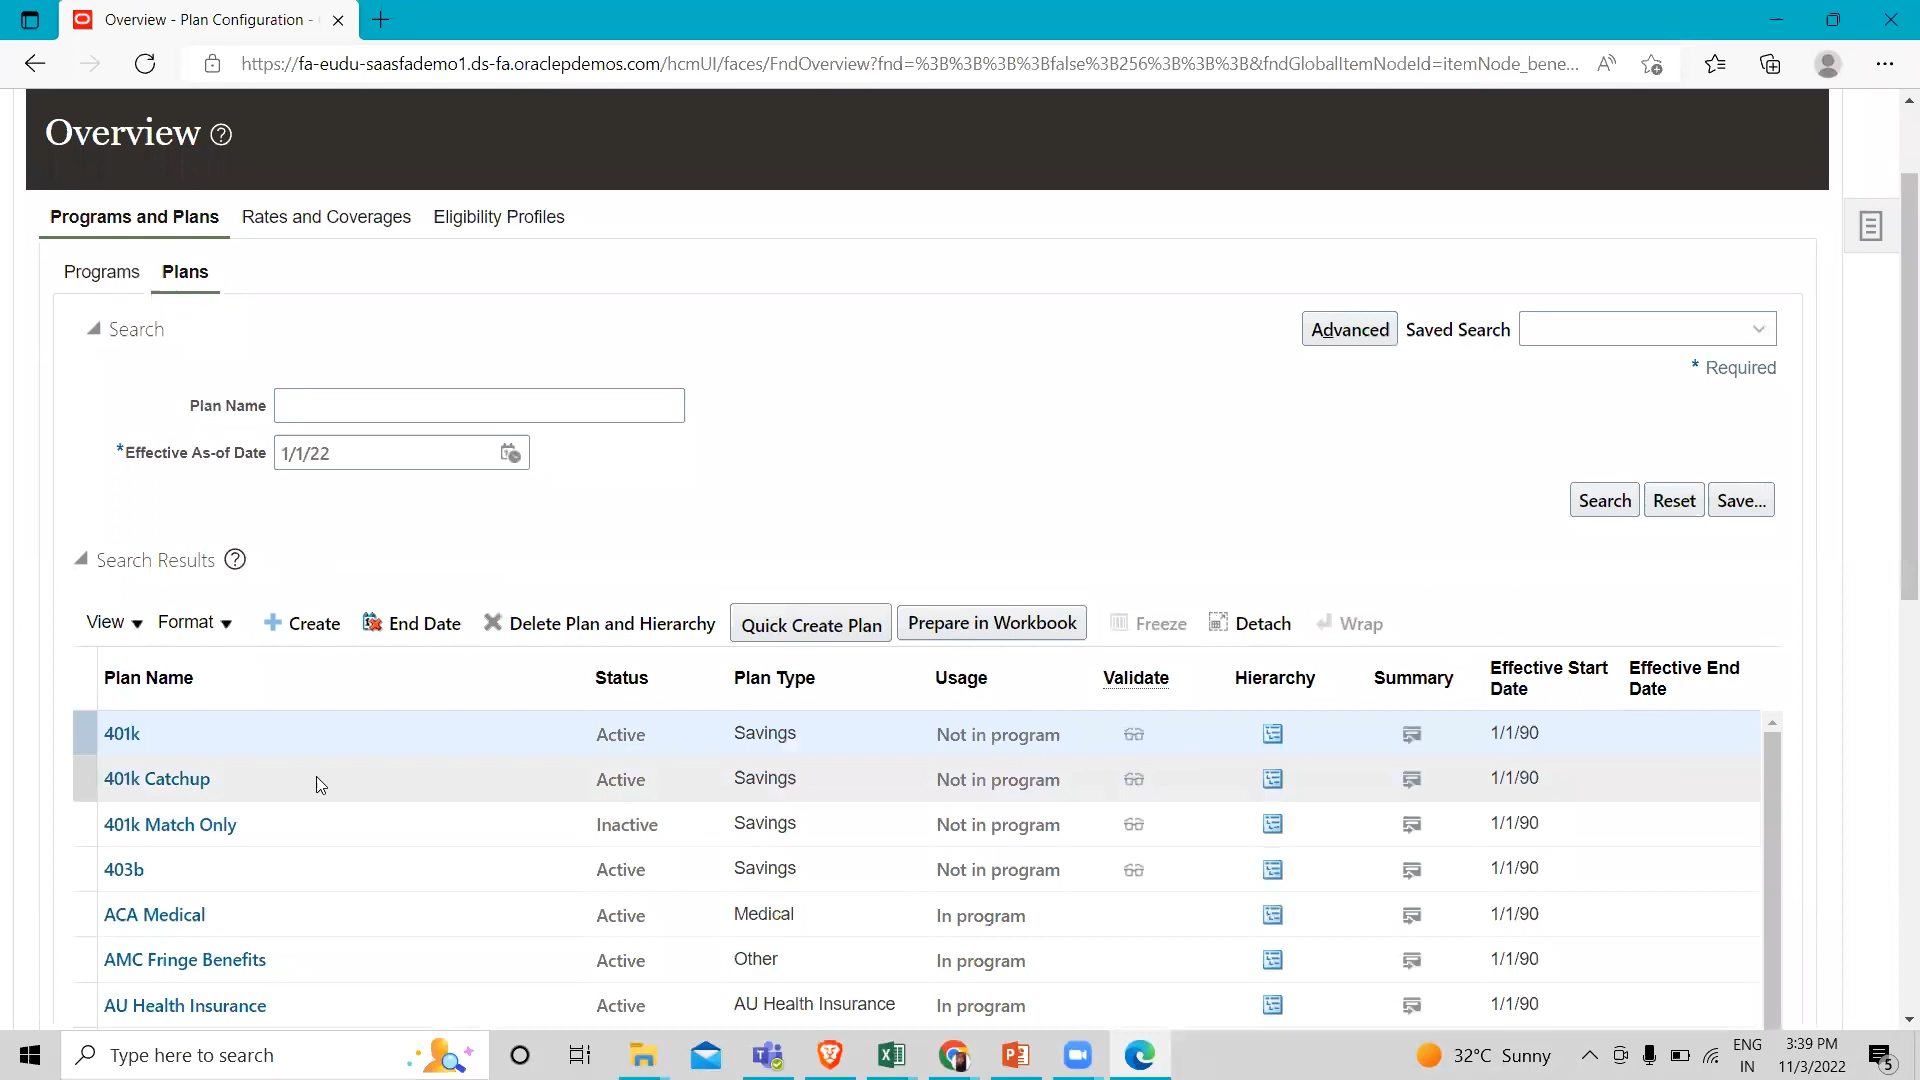 Overview - Plan Configuration -
https://fa-eudu-saasfademo1.ds-fa.oraclepdemos.com/hcmUI/faces/FndOverview?fnd=%3B%3B%3B%3Bfalse%3B256%3B%3B%3B&fndGlobalItemNodeId=itemNode_bene...
Overview
Programs and Plans Rates and Coverages Eligibility Profiles
Programs Plans
Search Advanced Saved Search
* Required
Plan Name
*Effective As-of Date 1/1/22
Search Reset Save...
Search Results
View Format Create End Date Delete Plan and Hierarchy Quick Create Plan Prepare in Workbook Freeze Detach Wrap
Plan Name Status Plan Type Usage Validate Hierarchy Summary Effective Start Date Effective End Date
401k Active Savings Not in program 1/1/90
401k Catchup Active Savings Not in program 1/1/90
401k Match Only Inactive Savings Not in program 1/1/90
403b Active Savings Not in program 1/1/90
ACA Medical Active Medical In program 1/1/90
AMC Fringe Benefits Active Other In program 1/1/90
AU Health Insurance Active AU Health Insurance In program 1/1/90
Type here to search 32°C Sunny ENG IN 3:39 PM 11/3/2022 5